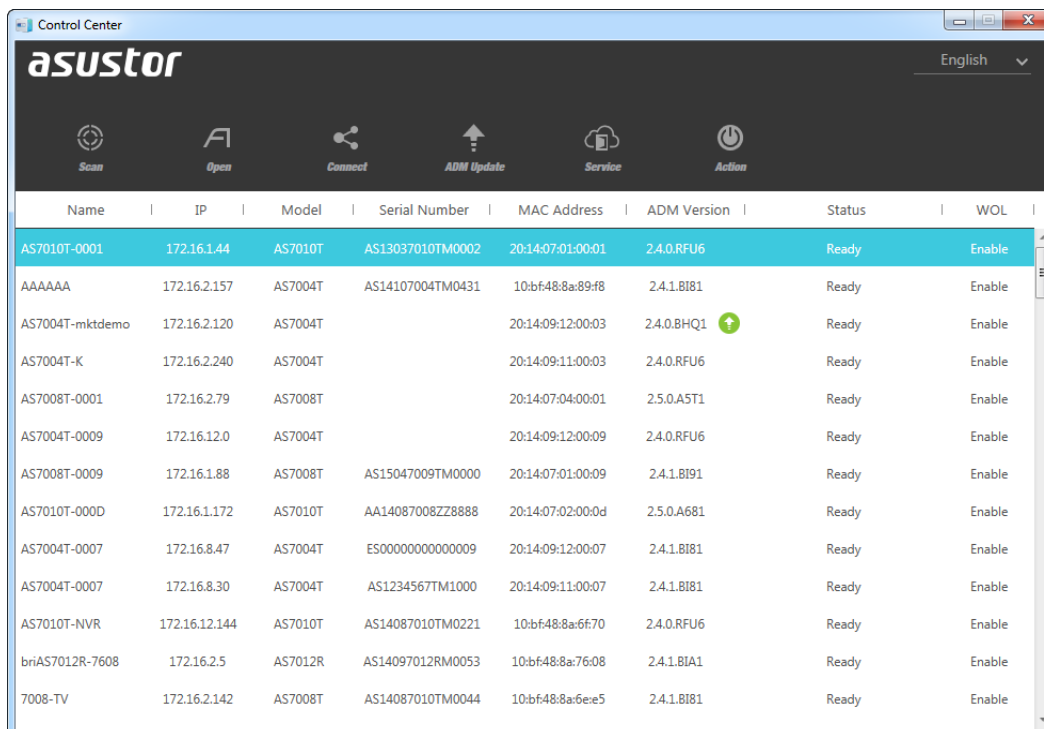 Control Center
asustor
English
Scan Open Connect ADM Update Service Action
Name IP Model Serial Number MAC Address ADM Version Status WOL
AS7010T-0001 172.16.1.44 AS7010T AS13037010TM0002 20:14:07:01:00:01 2.4.0.RFU6 Ready Enable
AAAAAA 172.16.2.157 AS7004T AS14107004TM0431 10:bf:48:8a:89:f8 2.4.1.BI81 Ready Enable
AS7004T-mktdemo 172.16.2.120 AS7004T 20:14:09:12:00:03 2.4.0.BHQ1 Ready Enable
AS7004T-K 172.16.2.240 AS7004T 20:14:09:11:00:03 2.4.0.RFU6 Ready Enable
AS7008T-0001 172.16.2.79 AS7008T 20:14:07:04:00:01 2.5.0.A5T1 Ready Enable
AS7004T-0009 172.16.12.0 AS7004T 20:14:09:12:00:09 2.4.0.RFU6 Ready Enable
AS7008T-0009 172.16.1.88 AS7008T AS15047009TM0000 20:14:07:01:00:09 2.4.1.BI91 Ready Enable
AS7010T-000D 172.16.1.172 AS7010T AA14087008ZZ8888 20:14:07:02:00:0d 2.5.0.A681 Ready Enable
AS7004T-0007 172.16.8.47 AS7004T ES00000000000009 20:14:09:12:00:07 2.4.1.BI81 Ready Enable
AS7004T-0007 172.16.8.30 AS7004T AS1234567TM1000 20:14:09:11:00:07 2.4.1.BI81 Ready Enable
AS7010T-NVR 172.16.12.144 AS7010T AS14087010TM0221 10:bf:48:8a:6f:70 2.4.0.RFU6 Ready Enable
briAS7012R-7608 172.16.2.5 AS7012R AS14097012RM0053 10:bf:48:8a:76:08 2.4.1.BIA1 Ready Enable
7008-TV 172.16.2.142 AS7008T AS14087010TM0044 10:bf:48:8a:6e:e5 2.4.1.BI81 Ready Enable